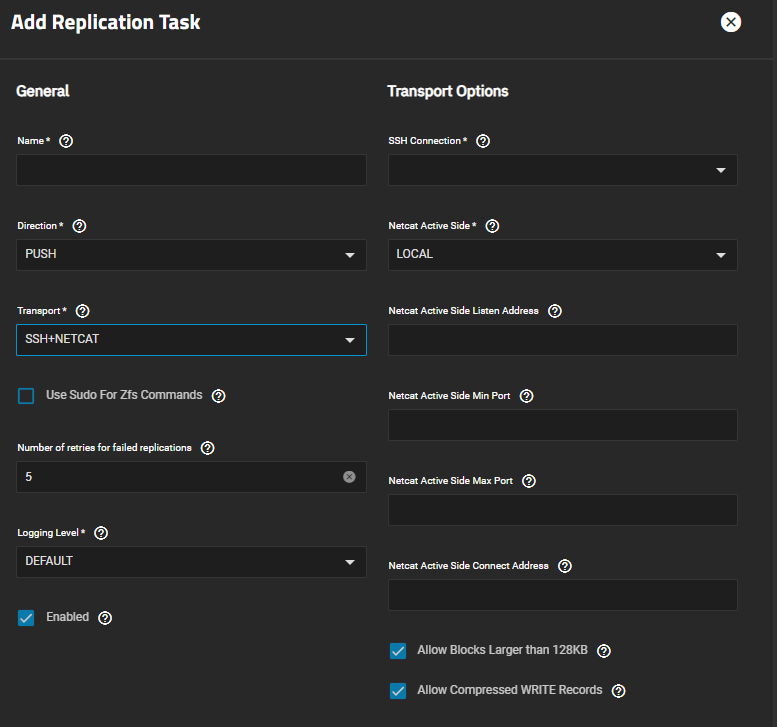 Add Replication Task
General
Name *
Direction *
PUSH
Transport *
SSH+NETCAT
Use Sudo For Zfs Commands
Number of retries for failed replications
5
Logging Level *
DEFAULT
Enabled
Transport Options
SSH Connection *
Netcat Active Side *
LOCAL
Netcat Active Side Listen Address
Netcat Active Side Min Port
Netcat Active Side Max Port
Netcat Active Side Connect Address
Allow Blocks Larger than 128KB
Allow Compressed WRITE Records